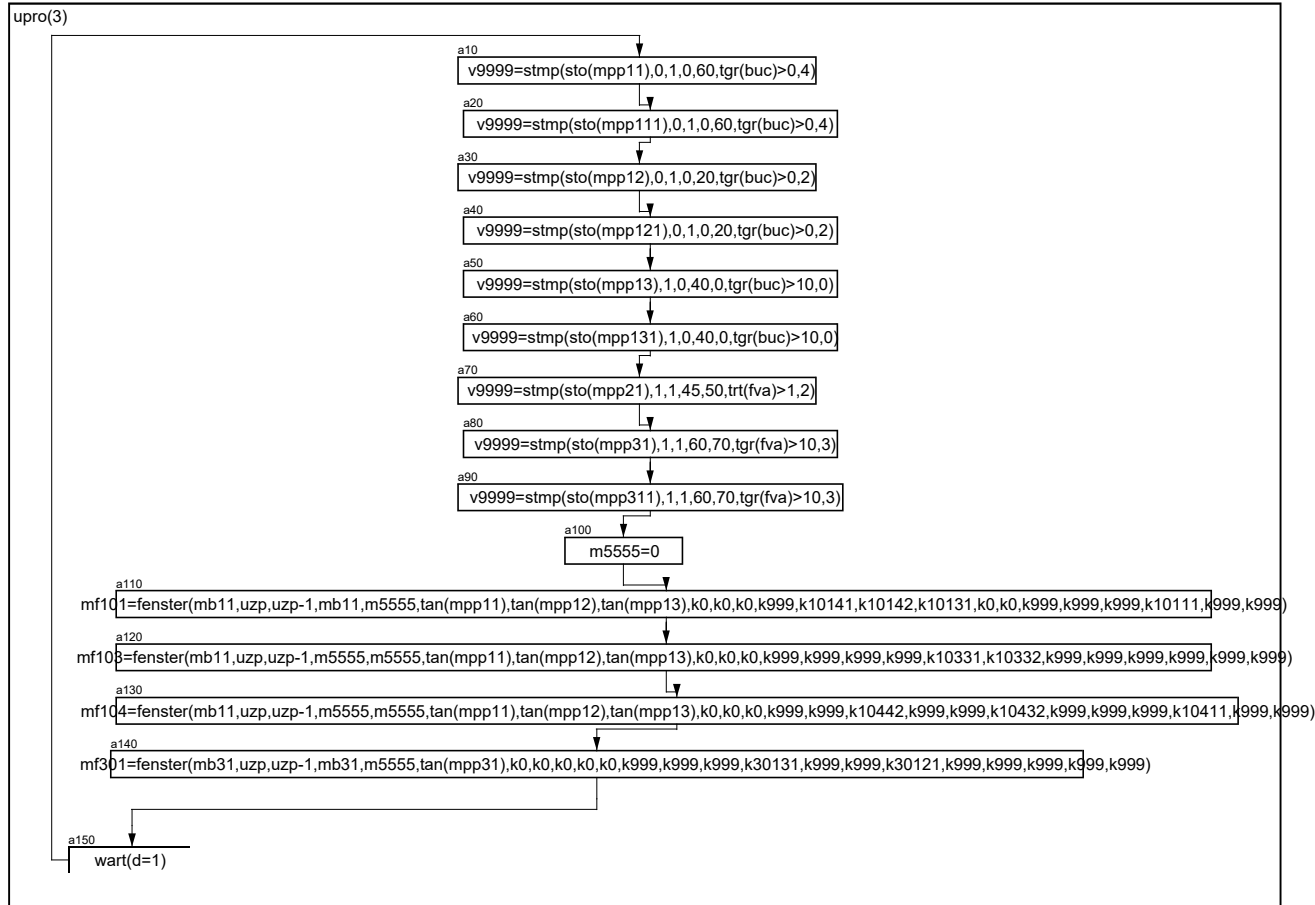 upro(3)
a10
v9999=stmp(sto(mpp11),0,1,0,60,tgr(buc)>0,4)
a20
v9999=stmp(sto(mpp111),0,1,0,60,tgr(buc)>0,4)
a30
v9999=stmp(sto(mpp12),0,1,0,20,tgr(buc)>0,2)
a40
v9999=stmp(sto(mpp121),0,1,0,20,tgr(buc)>0,2)
a50
v9999=stmp(sto(mpp13),1,0,40,0,tgr(buc)>10,0)
a60
v9999=stmp(sto(mpp131),1,0,40,0,tgr(buc)>10,0)
a70
v9999=stmp(sto(mpp21),1,1,45,50,trt(fva)>1,2)
a80
v9999=stmp(sto(mpp31),1,1,60,70,tgr(fva)>10,3)
a90
v9999=stmp(sto(mpp311),1,1,60,70,tgr(fva)>10,3)
a100
m5555=0
a110
mf101=fenster(mb11,uzp,uzp-1,mb11,m5555,tan(mpp11),tan(mpp12),tan(mpp13),k0,k0,k0,k999,k10141,k10142,k10131,k0,k0,k999,k999,k999,k10111,k999,k999)
a120
mf103=fenster(mb11,uzp,uzp-1,m5555,m5555,tan(mpp11),tan(mpp12),tan(mpp13),k0,k0,k0,k999,k999,k999,k999,k10331,k10332,k999,k999,k999,k999,k999,k999)
a130
mf104=fenster(mb11,uzp,uzp-1,m5555,m5555,tan(mpp11),tan(mpp12),tan(mpp13),k0,k0,k0,k999,k999,k10442,k999,k999,k10432,k999,k999,k999,k10411,k999,k999)
a140
mf301=fenster(mb31,uzp,uzp-1,mb31,m5555,tan(mpp31),k0,k0,k0,k0,k0,k999,k999,k999,k30131,k999,k999,k30121,k999,k999,k999,k999,k999)
a150
wart(d=1)